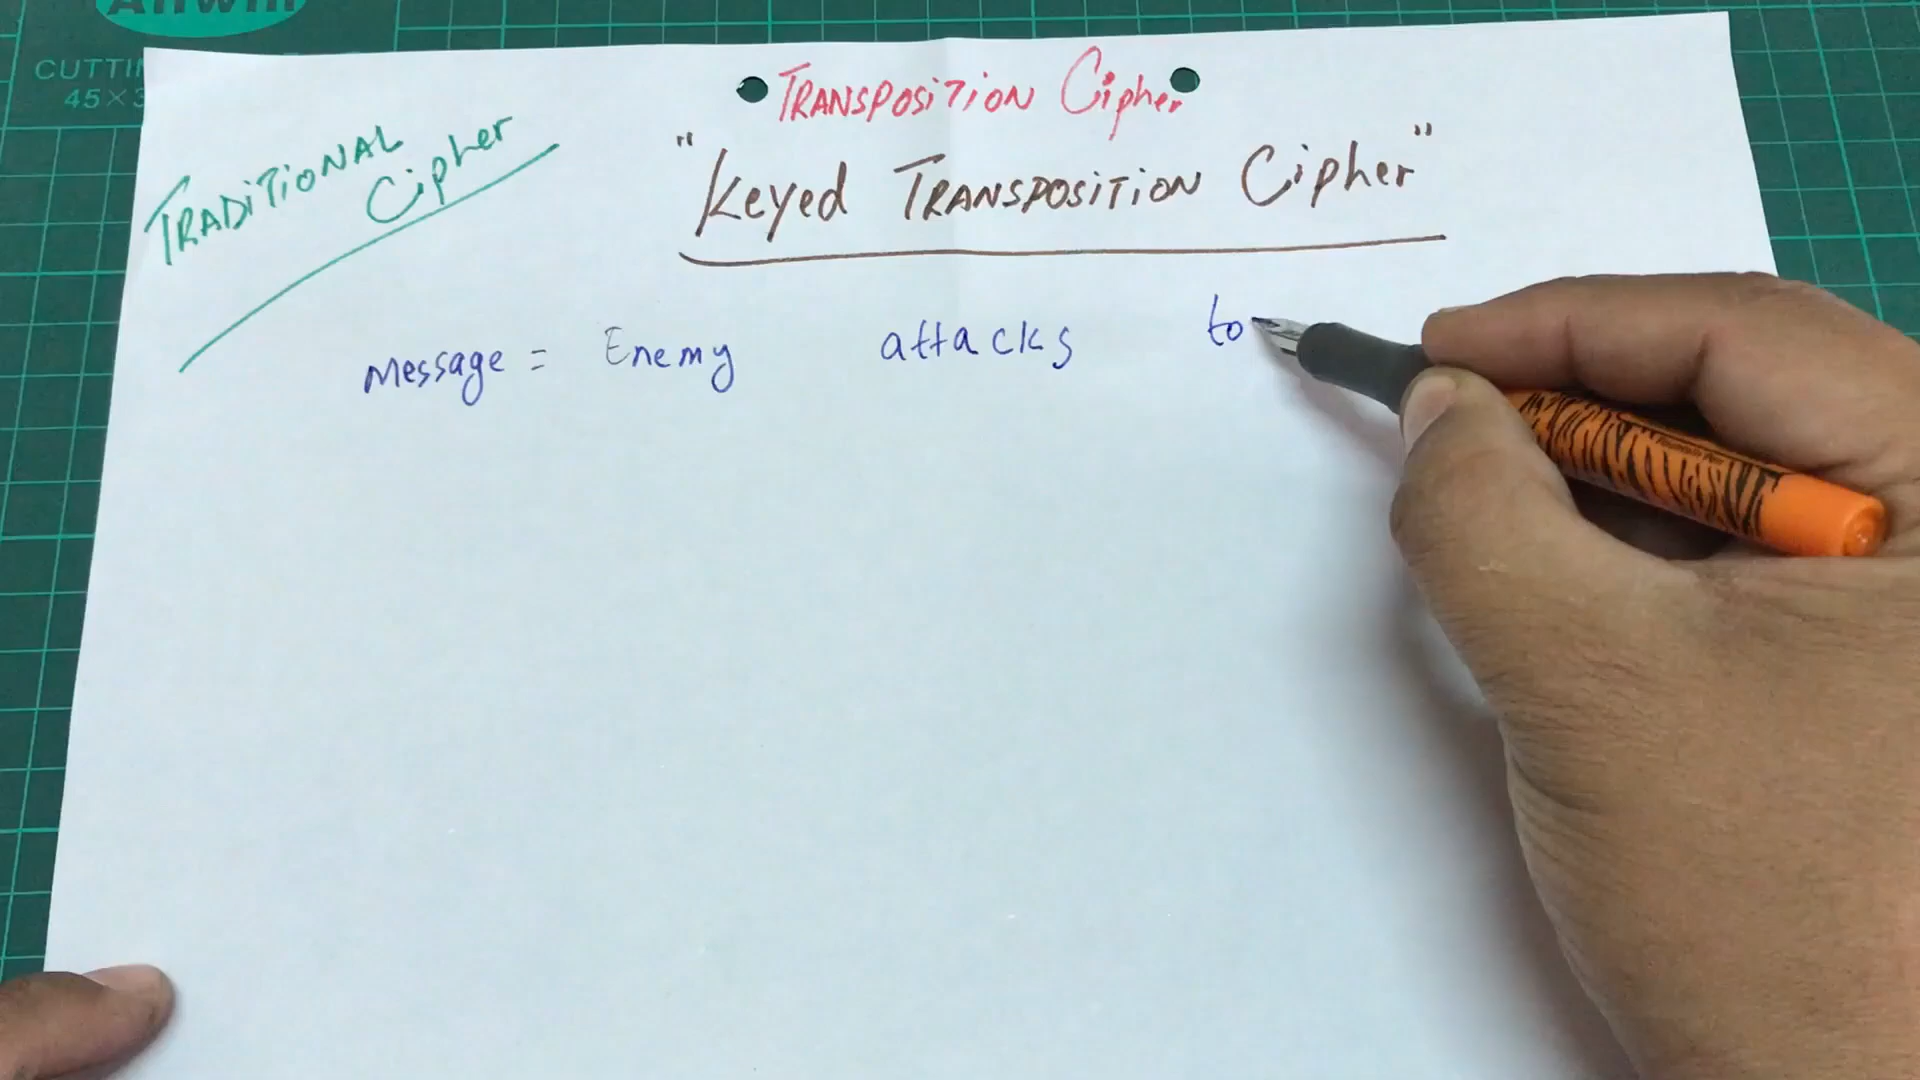 CUTTI
45×3
TRANSPOSITION Cipher
TRADITIONAL Cipher
"Keyed TRANSPOSITION Cipher"
Message = Enemy attacks to